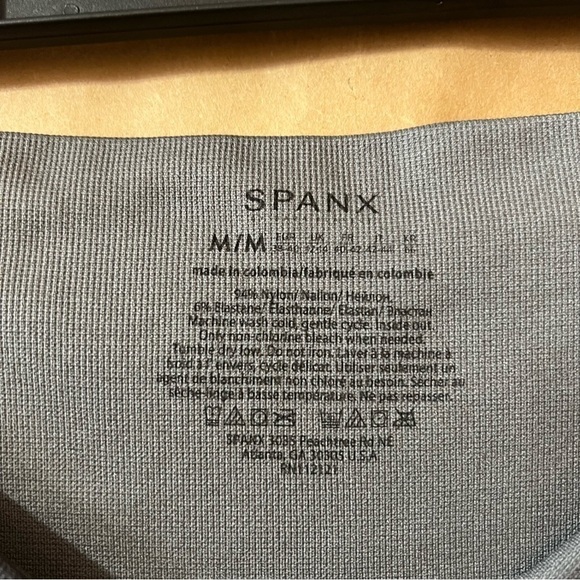 SPANX
M/M
made in colombia/fabriqué en colombie
94% Nylon/ Nailon/ Нейлон,
6% Elastane/ Élasthanne/ Elastan/ Эластан
Machine wash cold, gentle cycle. Inside out.
Only non-chlorine bleach when needed.
Tumble dry low. Do not iron. Laver à la machine à
froid à l' envers, cycle délicat. Utiliser seulement un
agent de blanchiment non chloré au besoin. Sécher au
sèche-linge à basse température. Ne pas repasser.
SPANX 3035 Peachtree Rd NE
Atlanta, GA 30305 U.S.A
RN112121